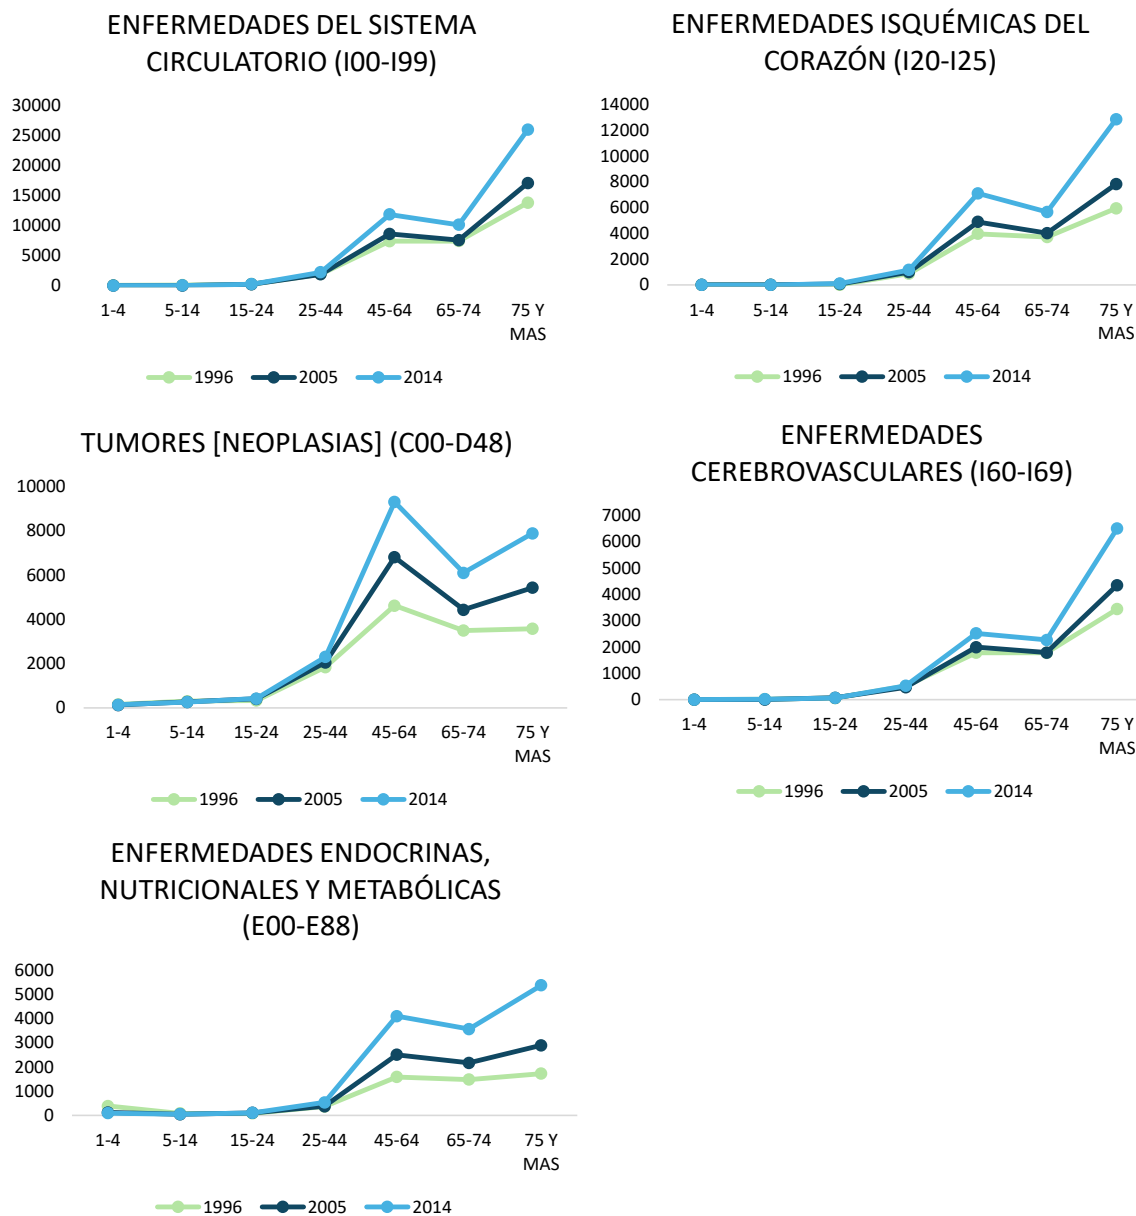 ENFERMEDADES DEL SISTEMA
CIRCULATORIO (I00-I99)
30000
25000
20000
15000
10000
5000
0
1-4 5-14 15-24 25-44 45-64 65-74 75 Y
MAS
1996 2005 2014
ENFERMEDADES ISQUÉMICAS DEL
CORAZÓN (I20-I25)
14000
12000
10000
8000
6000
4000
2000
0
1-4 5-14 15-24 25-44 45-64 65-74 75 Y
MAS
1996 2005 2014
TUMORES [NEOPLASIAS] (C00-D48)
10000
8000
6000
4000
2000
0
1-4 5-14 15-24 25-44 45-64 65-74 75 Y
MAS
1996 2005 2014
ENFERMEDADES
CEREBROVASCULARES (I60-I69)
7000
6000
5000
4000
3000
2000
1000
0
1-4 5-14 15-24 25-44 45-64 65-74 75 Y
MAS
1996 2005 2014
ENFERMEDADES ENDOCRINAS,
NUTRICIONALES Y METABÓLICAS
(E00-E88)
6000
5000
4000
3000
2000
1000
0
1-4 5-14 15-24 25-44 45-64 65-74 75 Y
MAS
1996 2005 2014